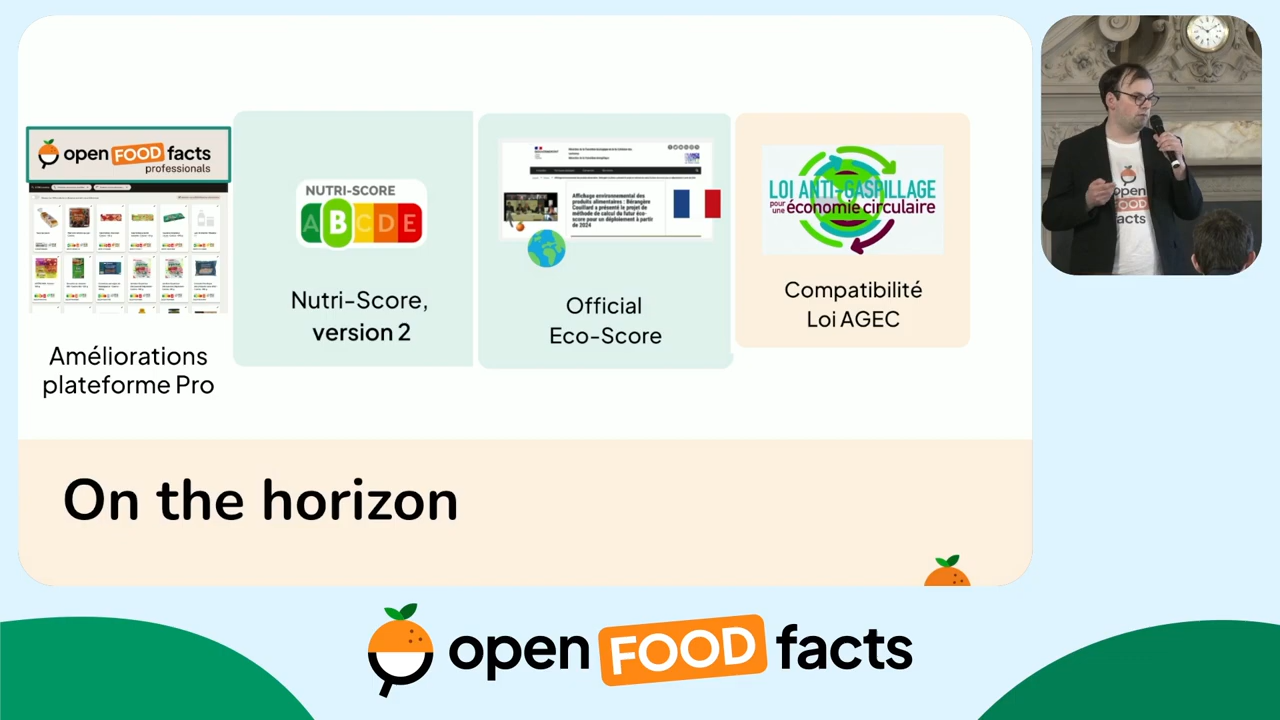 open FOOD facts
professionals
Améliorations
plateforme Pro
NUTRI-SCORE
A B C D E
Nutri-Score,
version 2
Affichage environnemental des
produits alimentaires : Bérangère
Couillard a présenté le projet de
méthode de calcul du futur éco-
score pour un déploiement à partir
de 2024
Official
Eco-Score
LOI ANTI-GASPILLAGE
pour une économie circulaire
Compatibilité
Loi AGEC
On the horizon
open
FOOD
facts
open FOOD facts